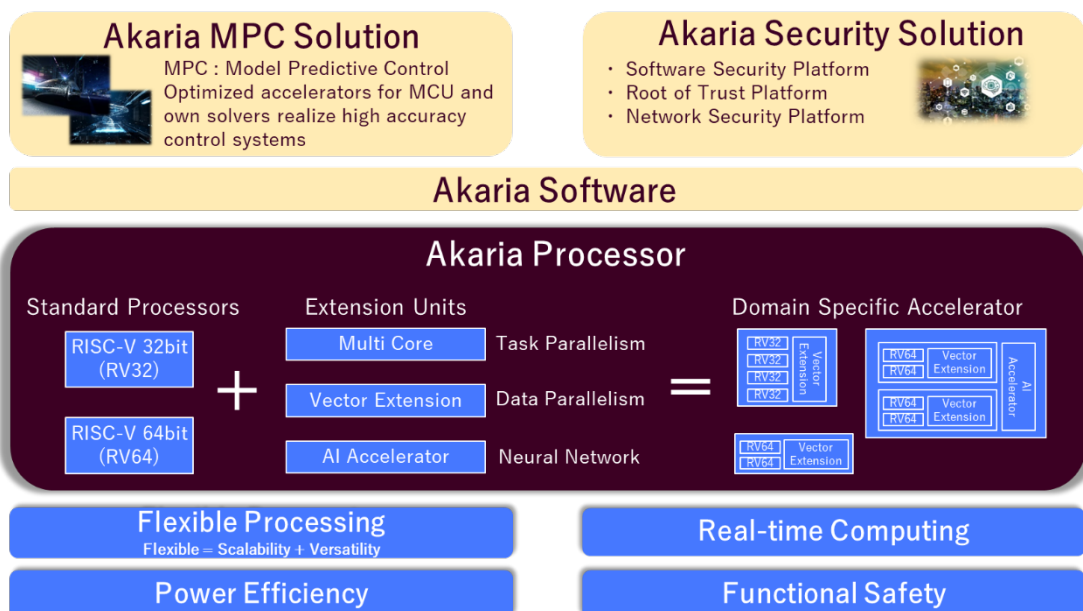 Akaria MPC Solution
MPC : Model Predictive Control
Optimized accelerators for MCU and
own solvers realize high accuracy
control systems
Akaria Security Solution
・ Software Security Platform
・ Root of Trust Platform
・ Network Security Platform
Akaria Software
Akaria Processor
Standard Processors
RISC-V 32bit
(RV32)
RISC-V 64bit
(RV64)
+
Extension Units
Multi Core
Task Parallelism
Vector Extension
Data Parallelism
AI Accelerator
Neural Network
=
Domain Specific Accelerator
RV32
RV32
RV32
RV32
Vector
Extension
RV64
RV64
Vector
Extension
RV64
RV64
Vector
Extension
AI
Accelerator
RV64
RV64
Vector
Extension
Flexible Processing
Flexible = Scalability + Versatility
Real-time Computing
Power Efficiency
Functional Safety